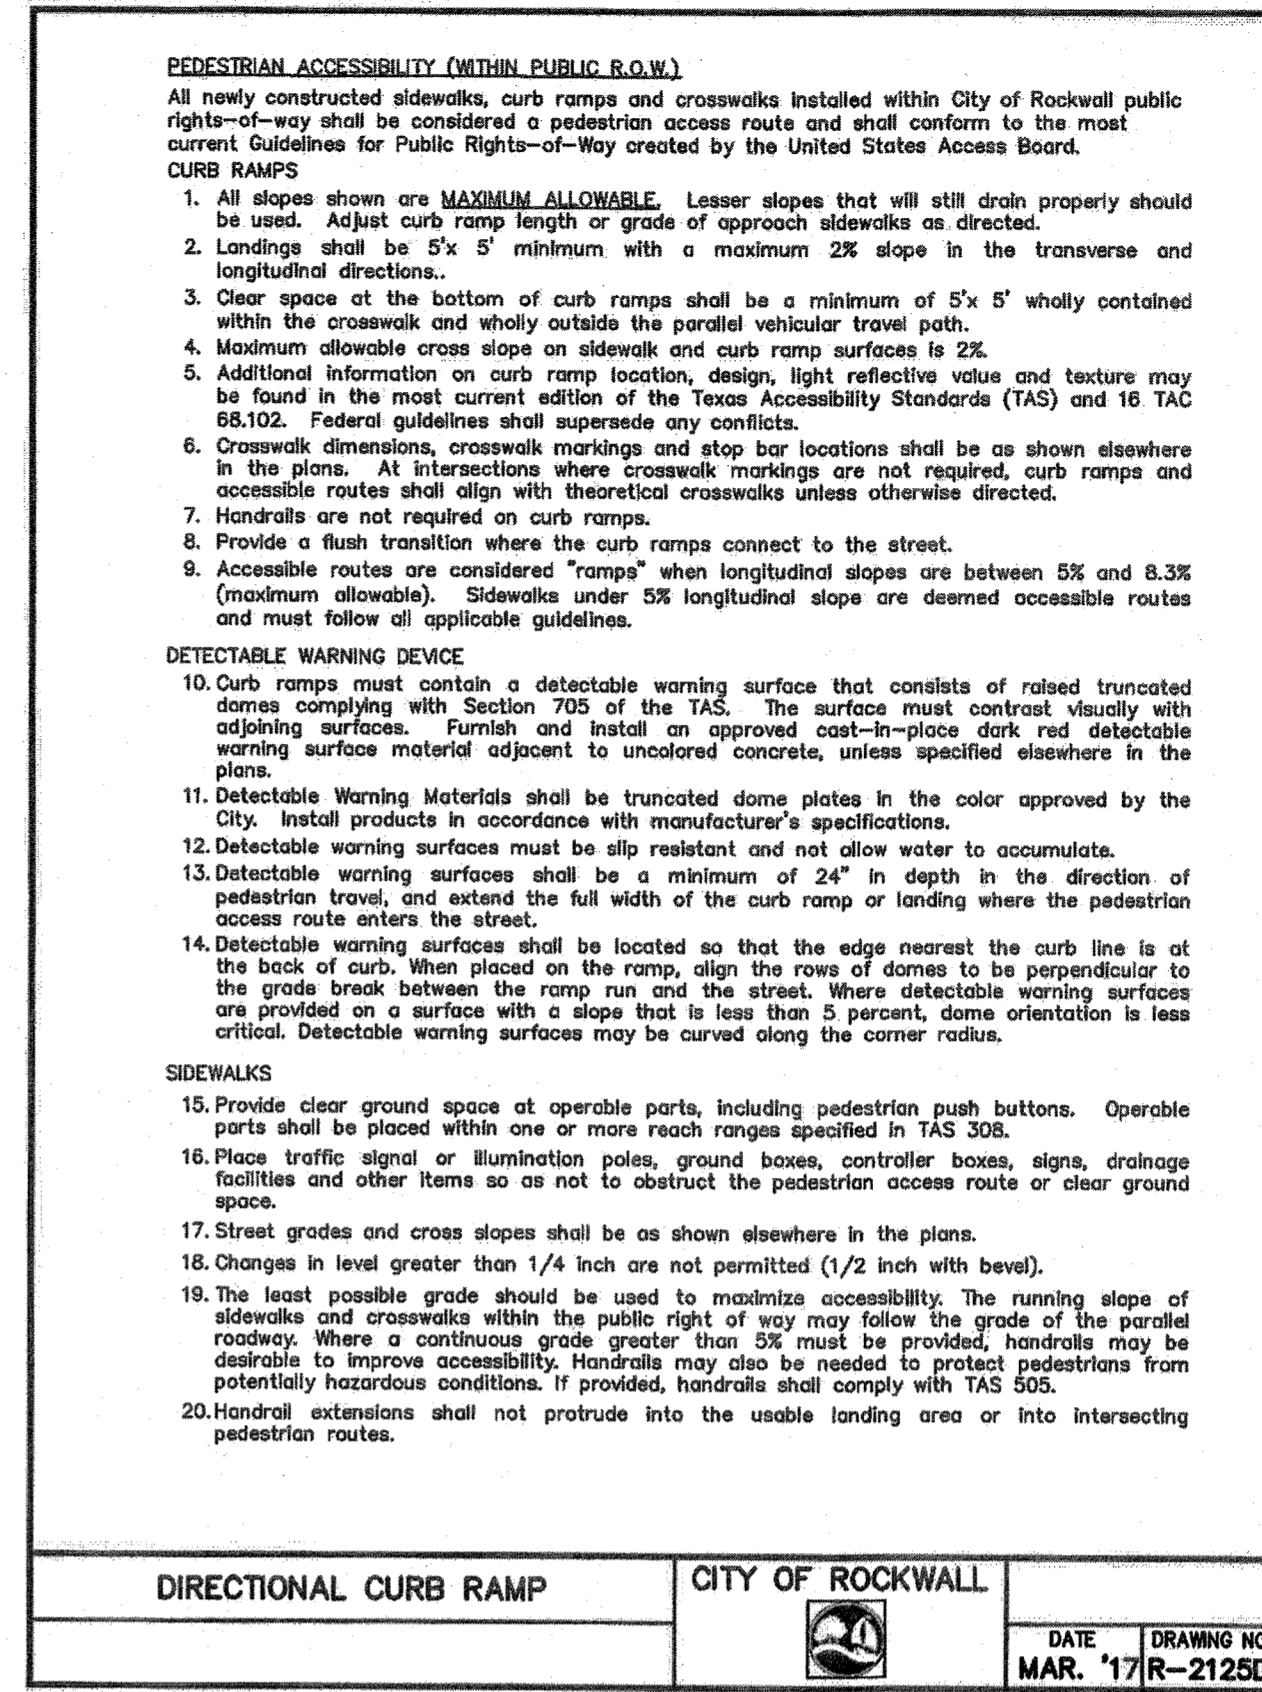 PEDESTRIAN ACCESSIBILITY (WITHIN PUBLIC R.O.W.)
All newly constructed sidewalks, curb ramps and crosswalks installed within City of Rockwall public
rights-of-way shall be considered a pedestrian access route and shall conform to the most
current Guidelines for Public Rights-of-Way created by the United States Access Board.
CURB RAMPS
1. All slopes shown are MAXIMUM ALLOWABLE. Lesser slopes that will still drain properly should
be used. Adjust curb ramp length or grade of approach sidewalks as directed.
2. Landings shall be 5'x 5' minimum with a maximum 2% slope in the transverse and
longitudinal directions..
3. Clear space at the bottom of curb ramps shall be a minimum of 5'x 5' wholly contained
within the crosswalk and wholly outside the parallel vehicular travel path.
4. Maximum allowable cross slope on sidewalk and curb ramp surfaces is 2%.
5. Additional information on curb ramp location, design, light reflective value and texture may
be found in the most current edition of the Texas Accessibility Standards (TAS) and 16 TAC
68.102. Federal guidelines shall supersede any conflicts.
6. Crosswalk dimensions, crosswalk markings and stop bar locations shall be as shown elsewhere
in the plans. At intersections where crosswalk markings are not required, curb ramps and
accessible routes shall align with theoretical crosswalks unless otherwise directed.
7. Handrails are not required on curb ramps.
8. Provide a flush transition where the curb ramps connect to the street.
9. Accessible routes are considered "ramps" when longitudinal slopes are between 5% and 8.3%
(maximum allowable). Sidewalks under 5% longitudinal slope are deemed accessible routes
and must follow all applicable guidelines.
DETECTABLE WARNING DEVICE
10. Curb ramps must contain a detectable warning surface that consists of raised truncated
domes complying with Section 705 of the TAS. The surface must contrast visually with
adjoining surfaces. Furnish and install an approved cast-in-place dark red detectable
warning surface material adjacent to uncolored concrete, unless specified elsewhere in the
plans.
11. Detectable Warning Materials shall be truncated dome plates in the color approved by the
City. Install products in accordance with manufacturer's specifications.
12. Detectable warning surfaces must be slip resistant and not allow water to accumulate.
13. Detectable warning surfaces shall be a minimum of 24" in depth in the direction of
pedestrian travel, and extend the full width of the curb ramp or landing where the pedestrian
access route enters the street.
14. Detectable warning surfaces shall be located so that the edge nearest the curb line is at
the back of curb. When placed on the ramp, align the rows of domes to be perpendicular to
the grade break between the ramp run and the street. Where detectable warning surfaces
are provided on a surface with a slope that is less than 5 percent, dome orientation is less
critical. Detectable warning surfaces may be curved along the corner radius.
SIDEWALKS
15. Provide clear ground space at operable parts, including pedestrian push buttons. Operable
parts shall be placed within one or more reach ranges specified in TAS 308.
16. Place traffic signal or illumination poles, ground boxes, controller boxes, signs, drainage
facilities and other items so as not to obstruct the pedestrian access route or clear ground
space.
17. Street grades and cross slopes shall be as shown elsewhere in the plans.
18. Changes in level greater than 1/4 inch are not permitted (1/2 inch with bevel).
19. The least possible grade should be used to maximize accessibility. The running slope of
sidewalks and crosswalks within the public right of way may follow the grade of the parallel
roadway. Where a continuous grade greater than 5% must be provided, handrails may be
desirable to improve accessibility. Handrails may also be needed to protect pedestrians from
potentially hazardous conditions. If provided, handrails shall comply with TAS 505.
20. Handrail extensions shall not protrude into the usable landing area or into intersecting
pedestrian routes.
DIRECTIONAL CURB RAMP
CITY OF ROCKWALL
DATE
MAR. '17
DRAWING NO
R-2125D